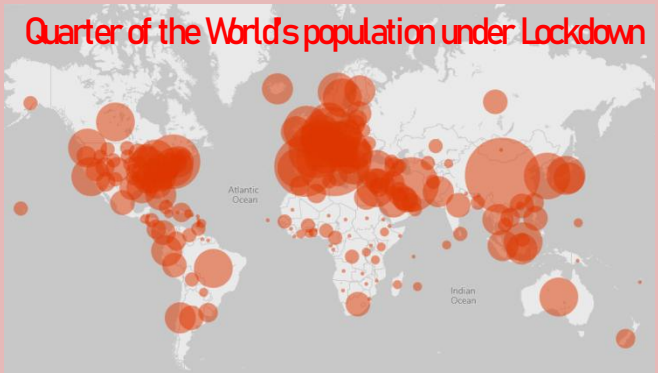 Quarter of the World's population under Lockdown
Atlantic
Ocean
Indian
Ocean